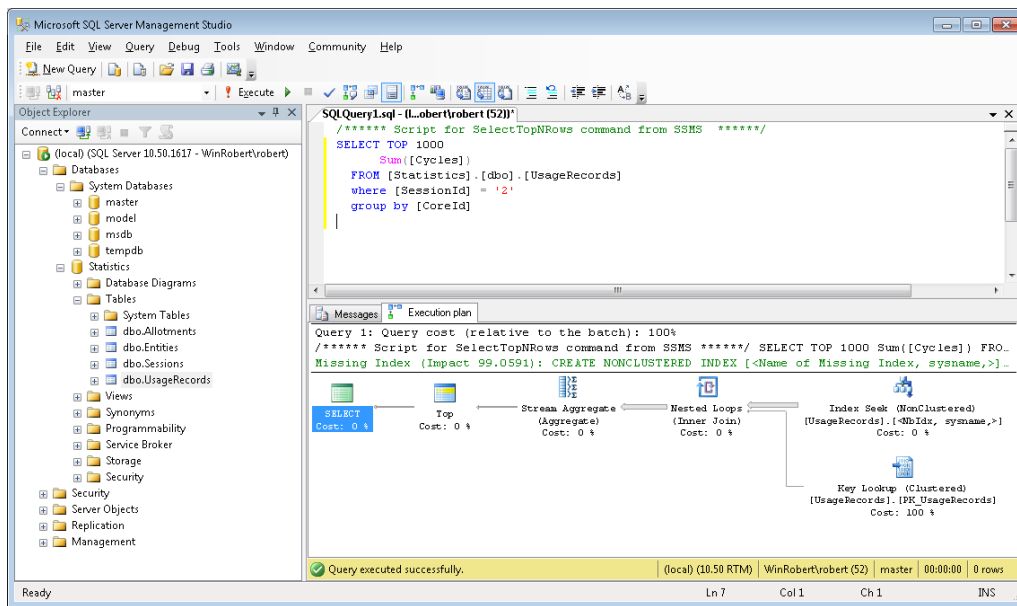 Microsoft SQL Server Management Studio
File Edit View Query Debug Tools Window Community Help
New Query
master Execute
Object Explorer
Connect
(local) (SQL Server 10.50.1617 - WinRobert\robert)
Databases
System Databases
master
model
msdb
tempdb
Statistics
Database Diagrams
Tables
System Tables
dbo.Allotments
dbo.Entities
dbo.Sessions
dbo.UsageRecords
Views
Synonyms
Programmability
Service Broker
Storage
Security
Security
Server Objects
Replication
Management
SQLQuery1.sql - (l...obert\robert (52))*
/****** Script for SelectTopNRows command from SSMS ******/
SELECT TOP 1000
Sum([Cycles])
FROM [Statistics].[dbo].[UsageRecords]
where [SessionId] = '2'
group by [CoreId]
Messages Execution plan
Query 1: Query cost (relative to the batch): 100%
/****** Script for SelectTopNRows command from SSMS ******/ SELECT TOP 1000 Sum([Cycles]) FRO…
Missing Index (Impact 99.0591): CREATE NONCLUSTERED INDEX [<Name of Missing Index, sysname,>]…
SELECT
Cost: 0 %
Top
Cost: 0 %
Stream Aggregate
(Aggregate)
Cost: 0 %
Nested Loops
(Inner Join)
Cost: 0 %
Index Seek (NonClustered)
[UsageRecords].[<NbIdx, sysname,>]
Cost: 0 %
Key Lookup (Clustered)
[UsageRecords].[PK_UsageRecords]
Cost: 100 %
Query executed successfully. (local) (10.50 RTM) WinRobert\robert (52) master 00:00:00 0 rows
Ready Ln 7 Col 1 Ch 1 INS